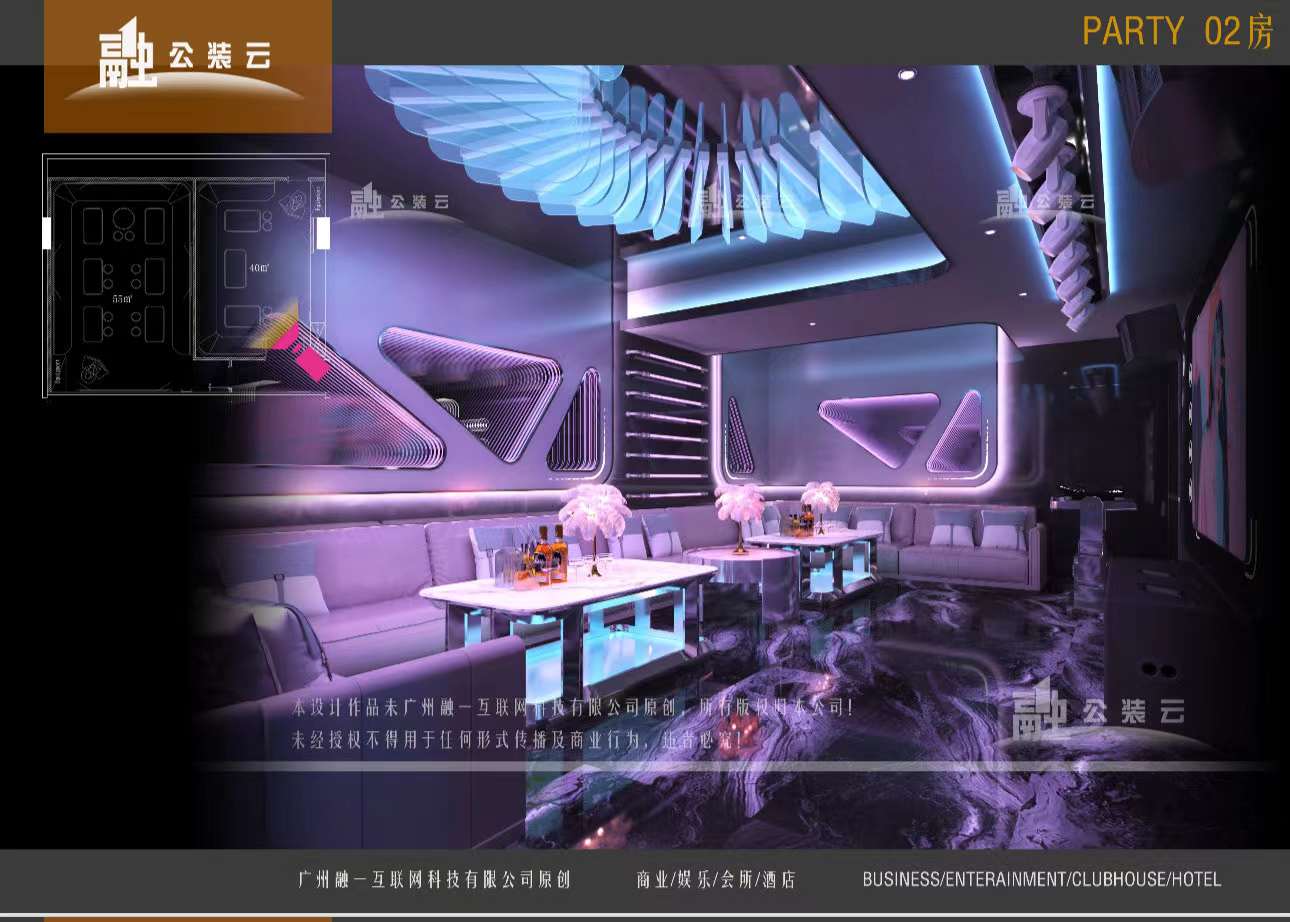 融公装云
PARTY 02房
融公装云
融公装云
融公装云
40㎡
55㎡
本设计作品未广州融一互联网科技有限公司原创，所有版权归本公司！
未经授权不得用于任何形式传播及商业行为，违者必究！
融公装云
广州融一互联网科技有限公司原创
商业/娱乐/会所/酒店
BUSINESS/ENTERAINMENT/CLUBHOUSE/HOTEL